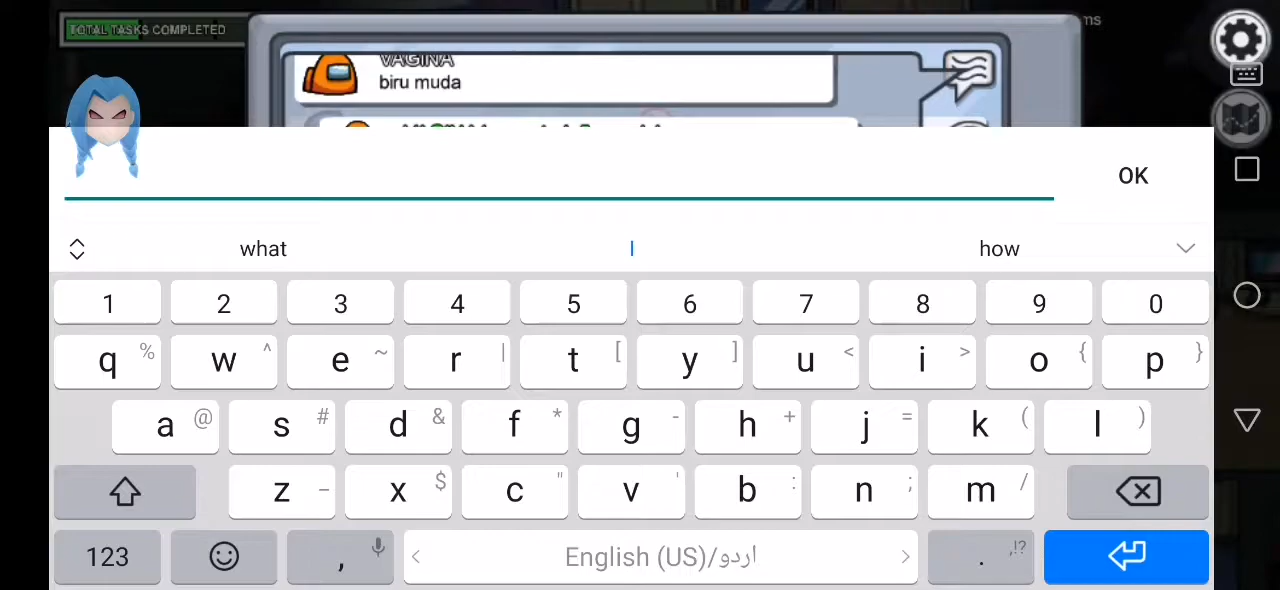 TOTAL TASKS COMPLETED
ms
VAGINA
biru muda
OK
what I how
1 2 3 4 5 6 7 8 9 0
q % w ^ e ~ r | t [ y ] u < i > o { p }
a @ s # d & f * g - h + j = k ( l )
z _ x $ c " v ' b : n ; m /
123 , < English (US)/اردو > . ,!?